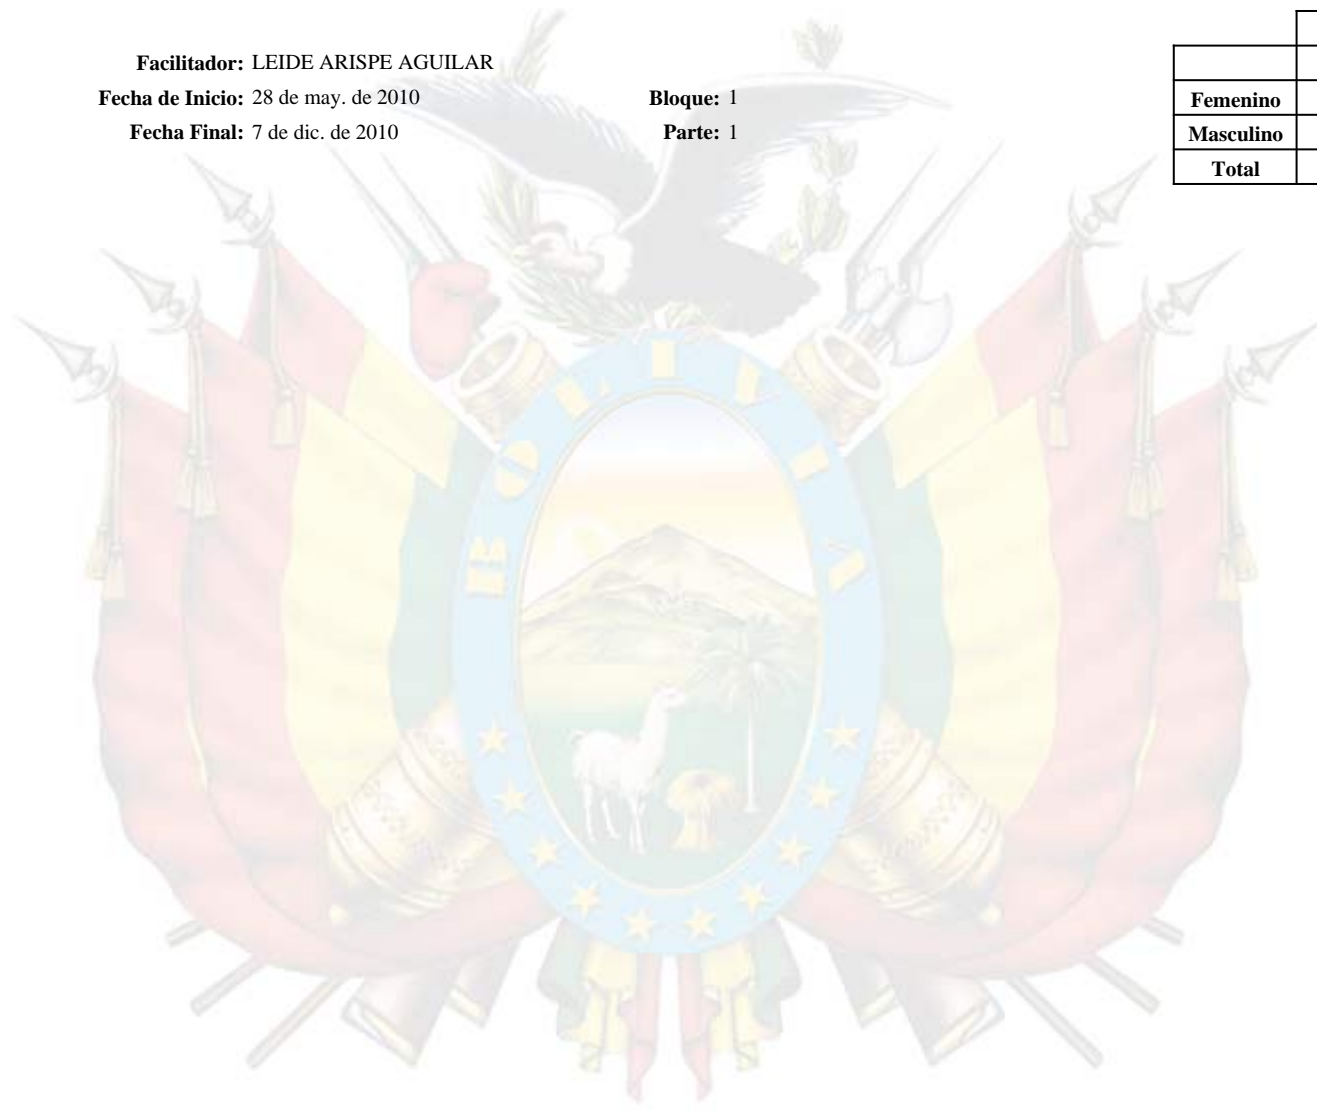 Facilitador: LEIDE ARISPE AGUILAR
Fecha de Inicio: 28 de may. de 2010 Bloque: 1
Fecha Final: 7 de dic. de 2010 Parte: 1
Femenino
Masculino
Total
BOLIVIA